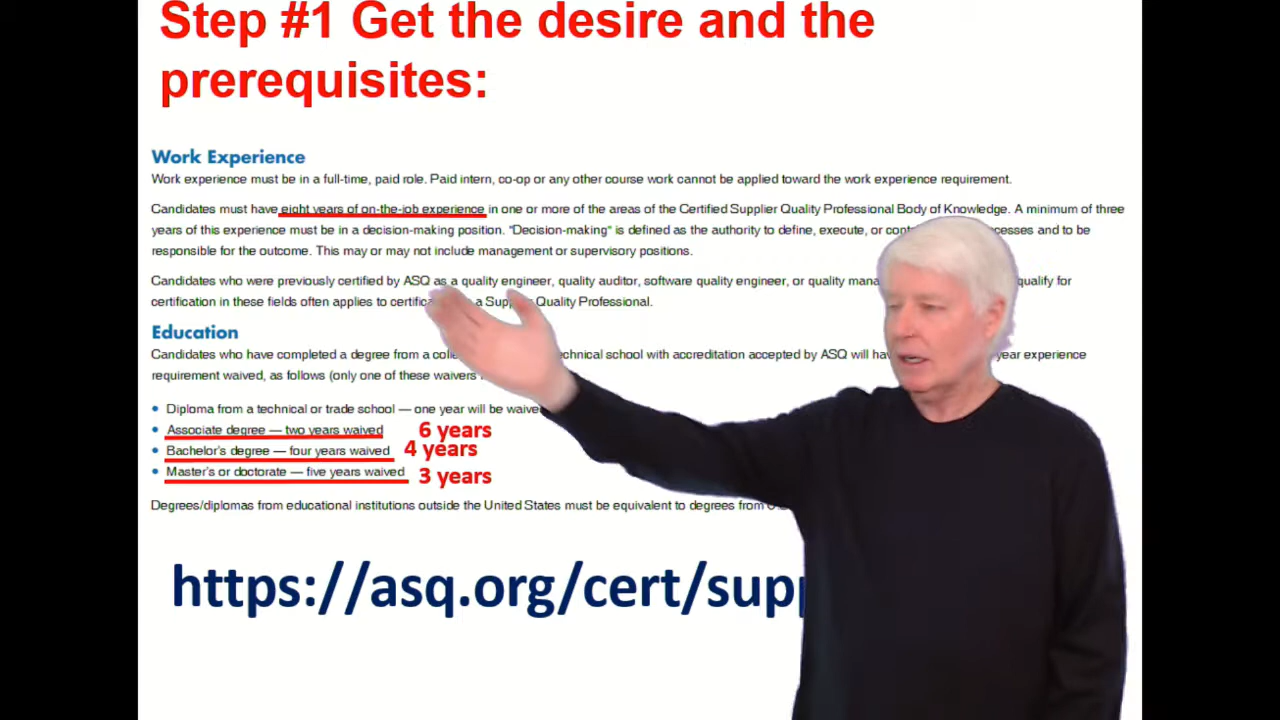 Step #1 Get the desire and the
prerequisites:
Work Experience
Work experience must be in a full-time, paid role. Paid intern, co-op or any other course work cannot be applied toward the work experience requirement.
Candidates must have eight years of on-the-job experience in one or more of the areas of the Certified Supplier Quality Professional Body of Knowledge. A minimum of three
years of this experience must be in a decision-making position. "Decision-making" is defined as the authority to define, execute, or and to be
responsible for the outcome. This may or may not include management or supervisory positions.
Candidates who were previously certified by ASQ as a quality engineer, quality auditor, software quality engineer, or quality qualify for
certification in these fields often applies to a Quality Professional.
Education
Candidates who have completed a degree from a technical school with accreditation accepted by ASQ will experience
requirement waived, as follows (only one of these waivers
• Diploma from a technical or trade school — one year will be
• Associate degree — two years waived 6 years
• Bachelor's degree — four years waived 4 years
• Master's or doctorate — five years waived 3 years
Degrees/diplomas from educational institutions outside the United States must be equivalent to degrees from
https://asq.org/cert/supp